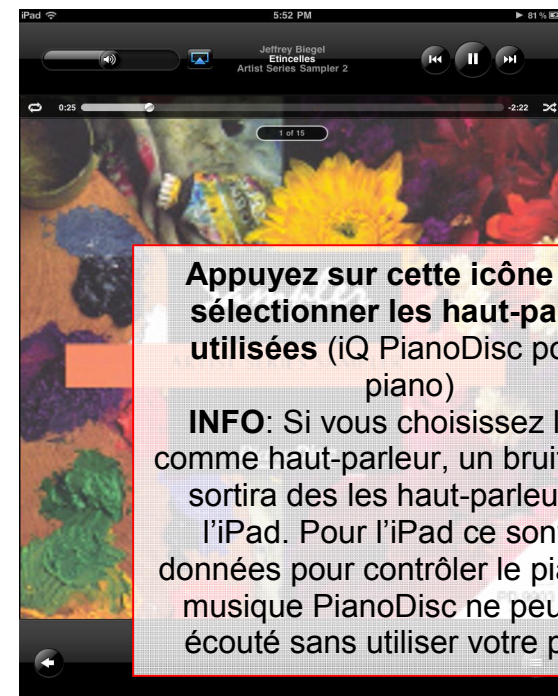 iPad 5:52 PM 81 %
Jeffrey Biegel
Etincelles
Artist Series Sampler 2
0:25 -2:22
1 of 15
Appuyez sur cette icône
sélectionner les haut-pa
utilisées (iQ PianoDisc po
piano)
INFO: Si vous choisissez l
comme haut-parleur, un bruit
sortira des les haut-parleu
l’iPad. Pour l’iPad ce son
données pour contrôler le pia
musique PianoDisc ne peu
écouté sans utiliser votre p